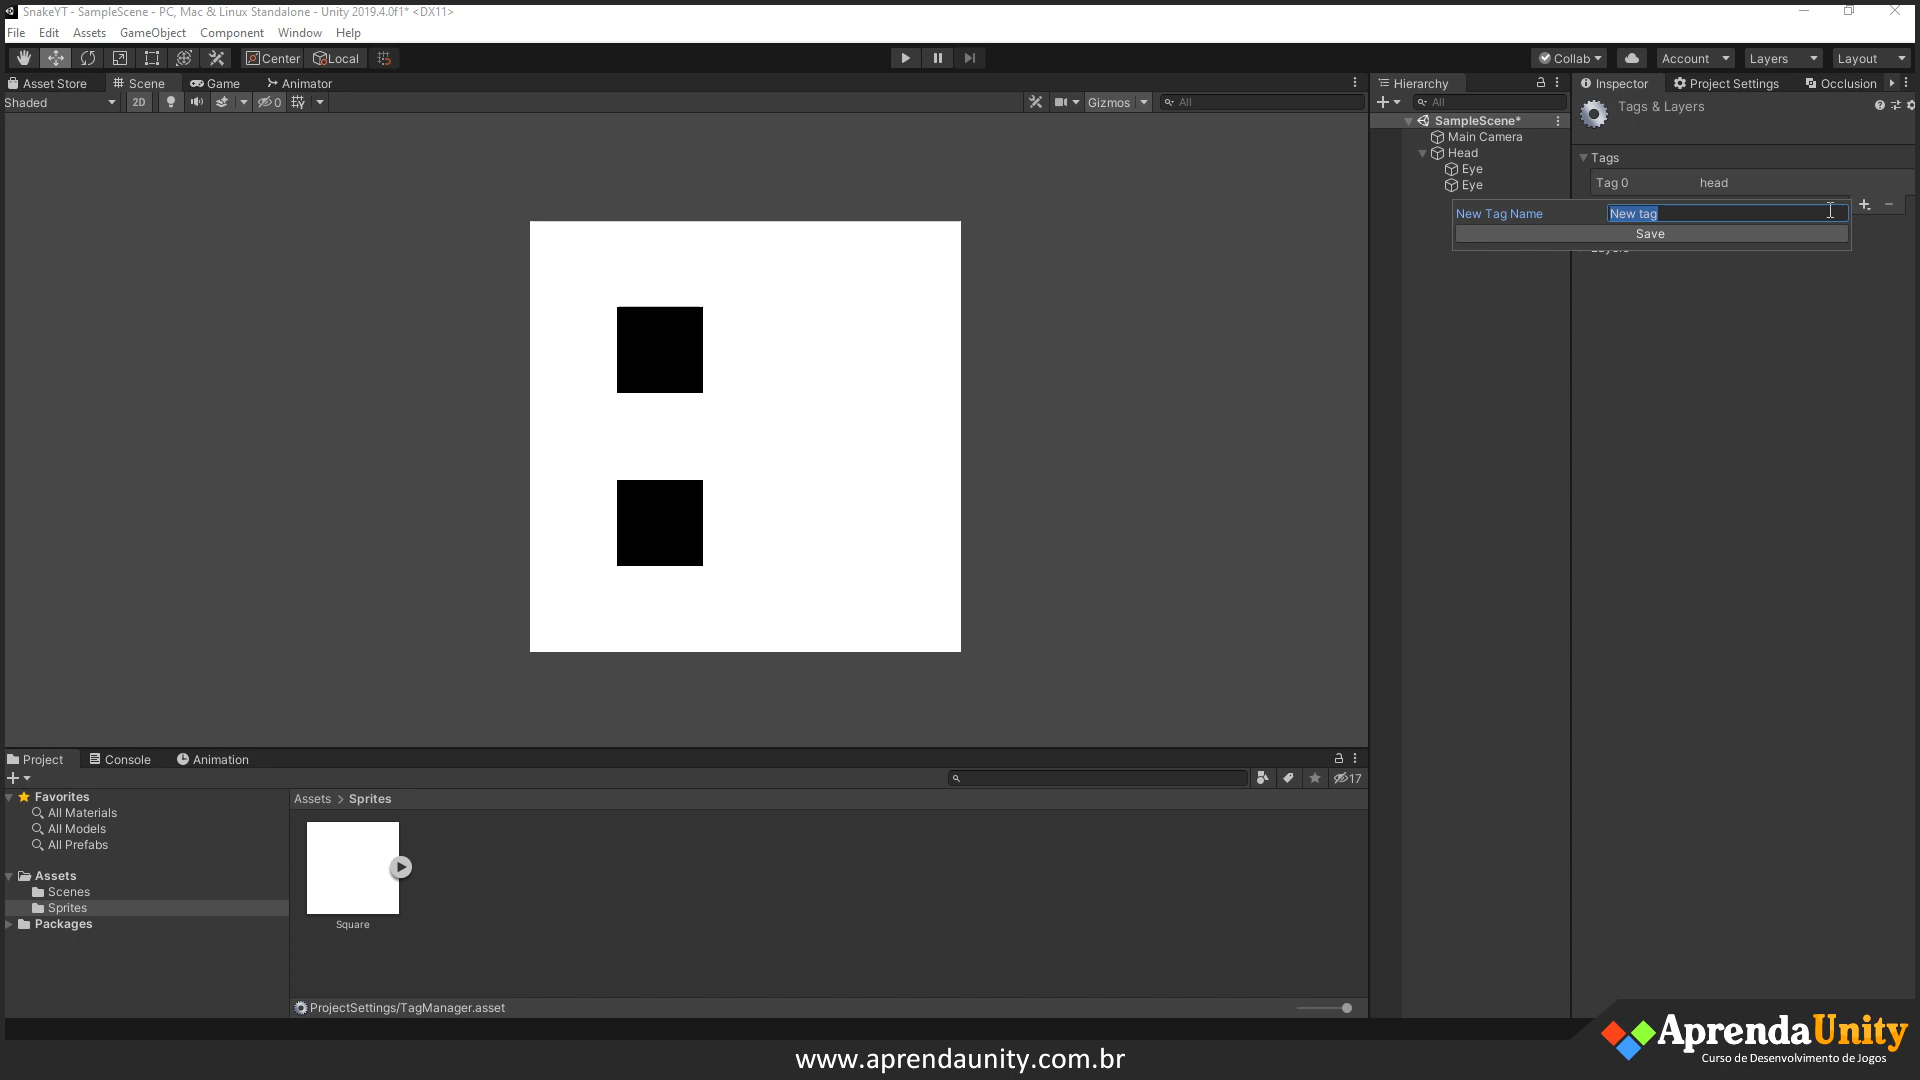 SnakeYT - SampleScene - PC, Mac & Linux Standalone - Unity 2019.4.0f1* <DX11>
File Edit Assets GameObject Component Window Help
Center Local Collab Account Layers Layout
Asset Store Scene Game Animator
Shaded 2D 0 Gizmos All
Hierarchy
All
SampleScene*
Main Camera
Head
Eye
Eye
Inspector Project Settings Occlusion
Tags & Layers
Tags
Tag 0 head
New Tag Name New tag
Save
Project Console Animation
17
Favorites
All Materials
All Models
All Prefabs
Assets
Scenes
Sprites
Packages
Assets > Sprites
Square
ProjectSettings/TagManager.asset
AprendaUnity
Curso de Desenvolvimento de Jogos
www.aprendaunity.com.br